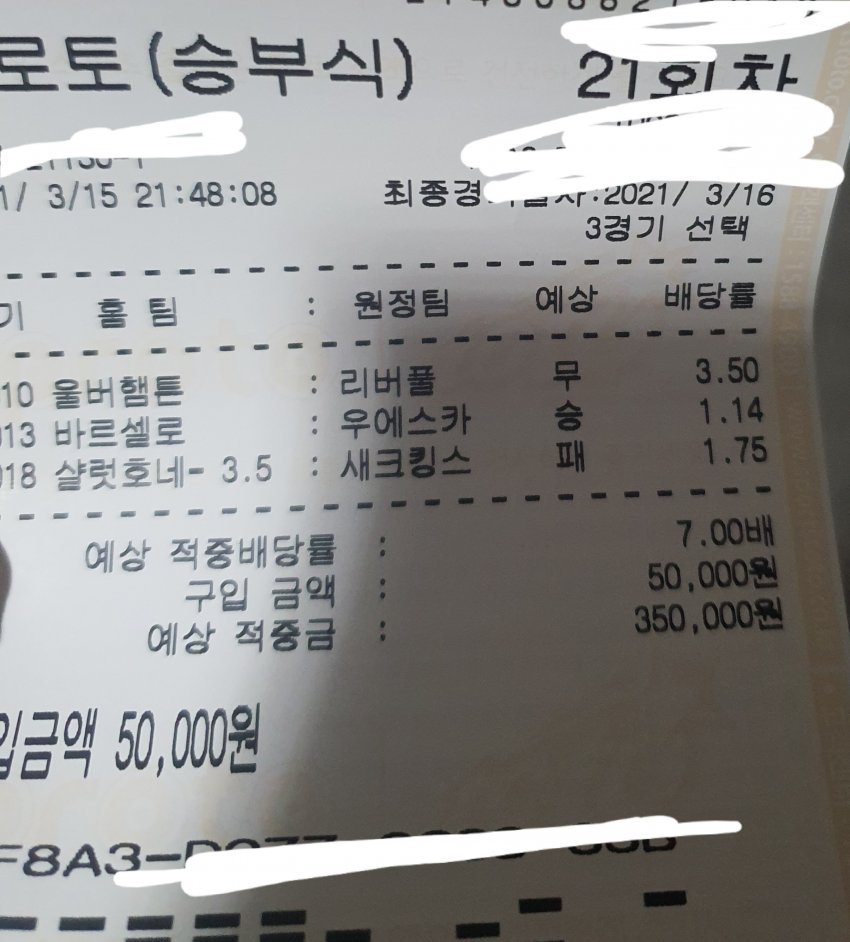 로토(승부식) 21회차
1/ 3/15 21:48:08 최종경 :2021/ 3/16
3경기 선택
기 홈 팀 : 원정팀 예상 배당률
10 울버햄튼 : 리버풀 무 3.50
013 바르셀로 : 우에스카 승 1.14
018 샬럿호네- 3.5 : 새크킹스 패 1.75
예상 적중배당률 : 7.00배
구입 금액 : 50,000원
예상 적중금 : 350,000원
입금액 50,000원
F8A3-